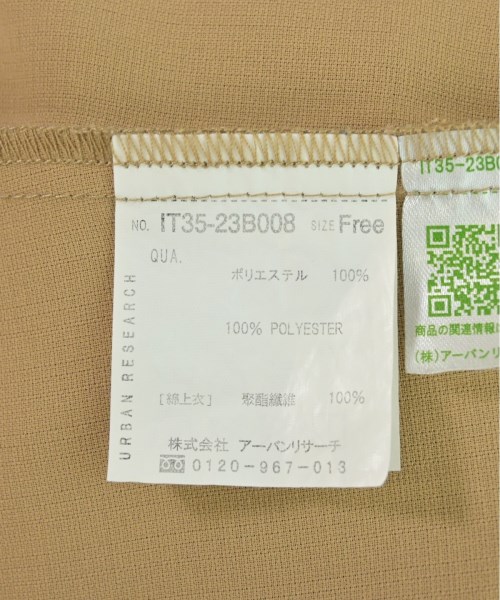 NO. IT35-23B008 SIZE Free
QUA.
ポリエステル 100%
100% POLYESTER
[綿上衣] 聚酯纖維 100%
株式会社 アーバンリサーチ
0120-967-013
URBAN RESEARCH
IT35-23B0
商品の関連情報
(株)アーバンリ